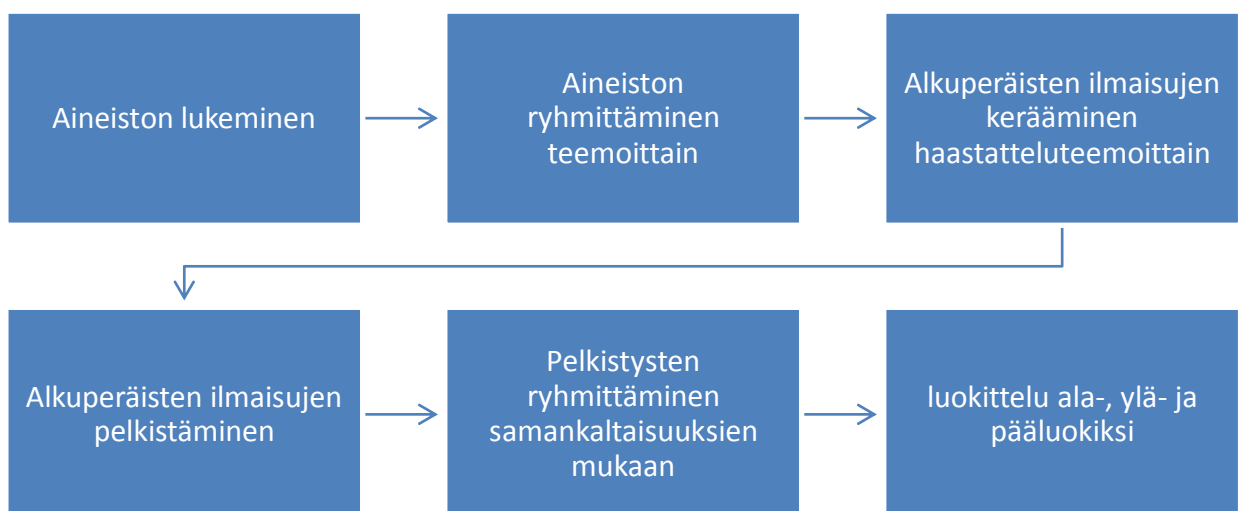 Aineiston lukeminen
Aineiston
ryhmittäminen
teemoittain
Alkuperäisten ilmaisujen
kerääminen
haastatteluteemoittain
Alkuperäisten ilmaisujen
pelkistäminen
Pelkistysten
ryhmittäminen
samankaltaisuuksien
mukaan
luokittelu ala-, ylä- ja
pääluokiksi